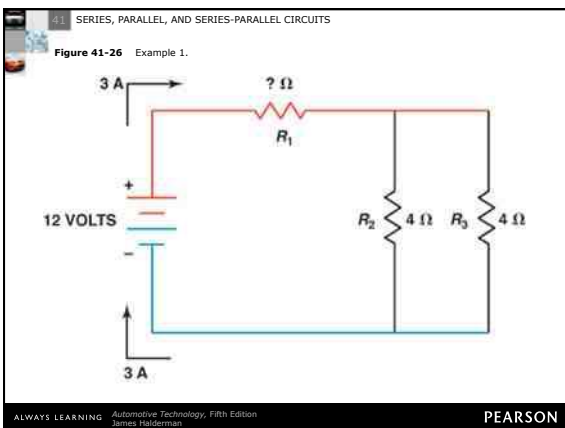 41 SERIES, PARALLEL, AND SERIES-PARALLEL CIRCUITS
Figure 41-26 Example 1.
3 A
? Ω
R1
+
12 VOLTS
R2 4 Ω R3 4 Ω
–
3 A
ALWAYS LEARNING Automotive Technology, Fifth Edition
James Halderman
PEARSON